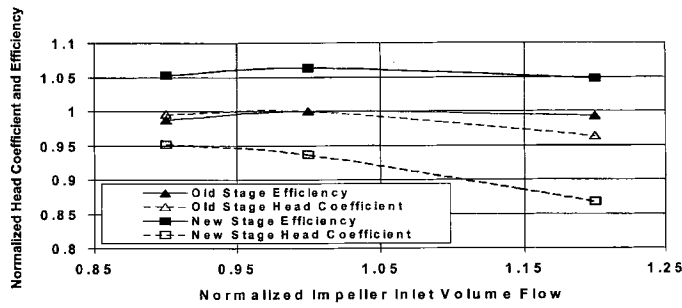 Normalized Head Coefficient and Efficiency
1.1
1.05
1
0.95
0.9
0.85
0.8
Old Stage Efficiency
Old Stage Head Coefficient
New Stage Efficiency
New Stage Head Coefficient
0.85 0.95 1.05 1.15 1.25
Normalized Impeller Inlet Volume Flow